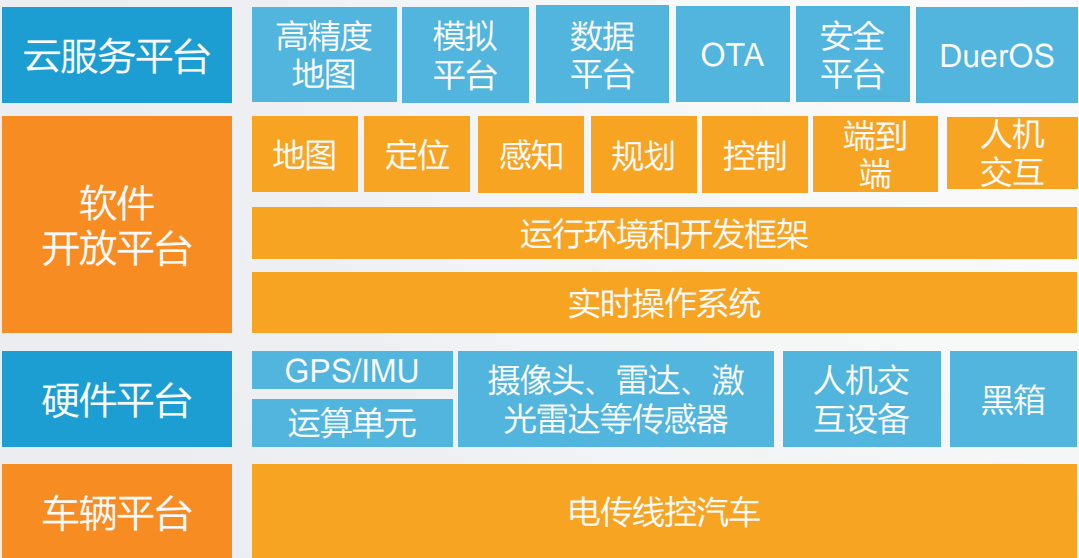 云服务平台
高精度
地图
模拟
平台
数据
平台
OTA
安全
平台
DuerOS
软件
开放平台
地图
定位
感知
规划
控制
端到
端
人机
交互
运行环境和开发框架
实时操作系统
硬件平台
GPS/IMU
运算单元
摄像头、雷达、激
光雷达等传感器
人机交
互设备
黑箱
车辆平台
电传线控汽车